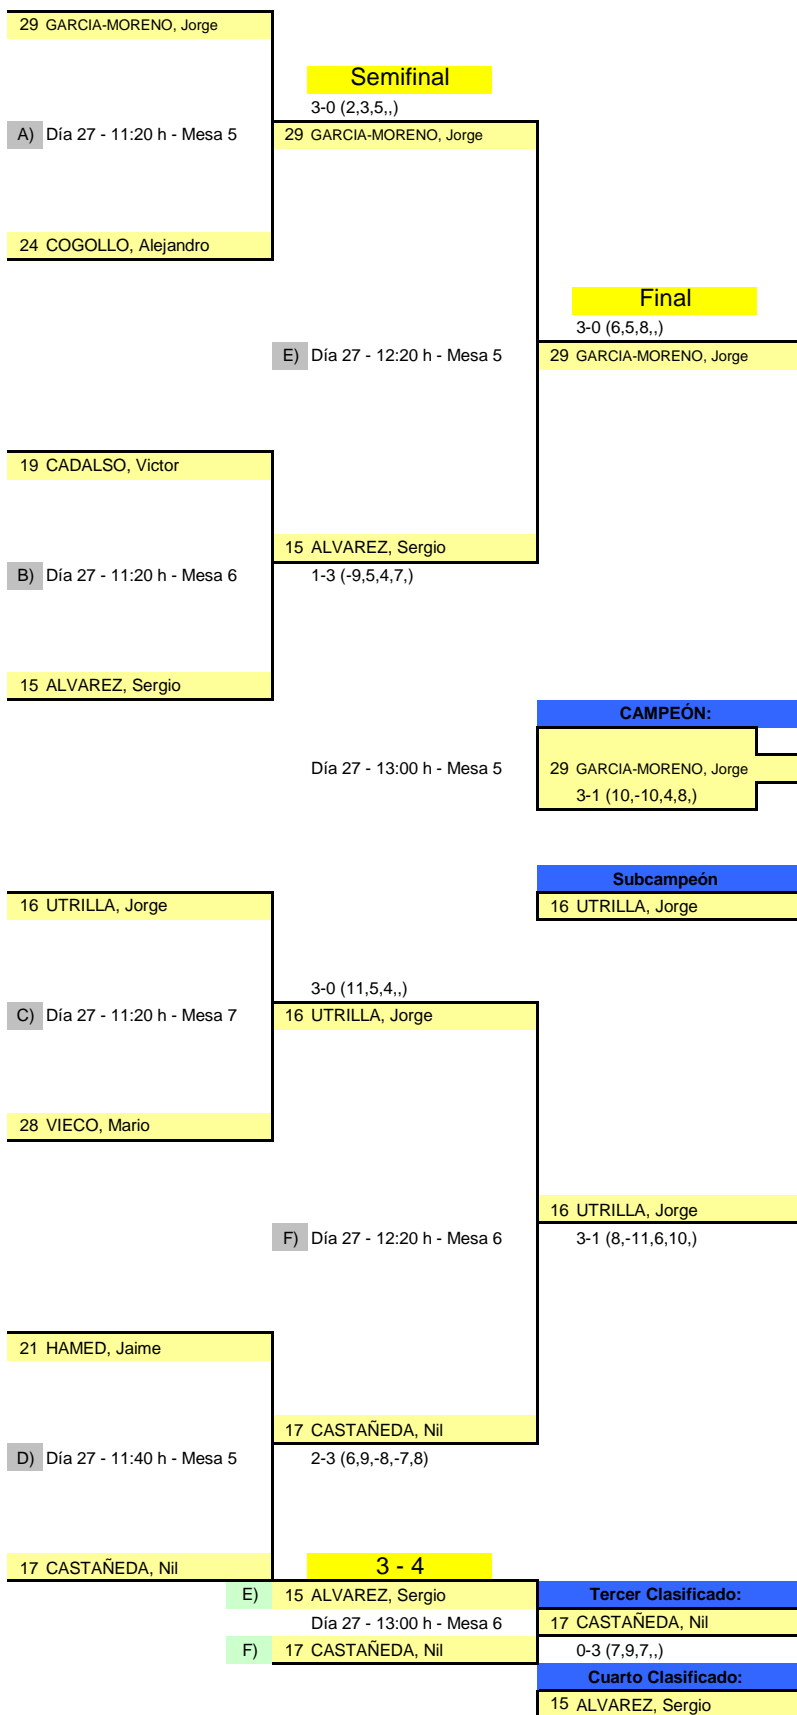 29 GARCIA-MORENO, Jorge
Semifinal
3-0 (2,3,5,,)
A) Día 27 - 11:20 h - Mesa 5
29 GARCIA-MORENO, Jorge
24 COGOLLO, Alejandro
Final
3-0 (6,5,8,,)
E) Día 27 - 12:20 h - Mesa 5
29 GARCIA-MORENO, Jorge
19 CADALSO, Victor
15 ALVAREZ, Sergio
B) Día 27 - 11:20 h - Mesa 6
1-3 (-9,5,4,7,)
15 ALVAREZ, Sergio
CAMPEÓN:
Día 27 - 13:00 h - Mesa 5
29 GARCIA-MORENO, Jorge
3-1 (10,-10,4,8,)
Subcampeón
16 UTRILLA, Jorge
16 UTRILLA, Jorge
3-0 (11,5,4,,)
C) Día 27 - 11:20 h - Mesa 7
16 UTRILLA, Jorge
28 VIECO, Mario
16 UTRILLA, Jorge
F) Día 27 - 12:20 h - Mesa 6
3-1 (8,-11,6,10,)
21 HAMED, Jaime
17 CASTAÑEDA, Nil
D) Día 27 - 11:40 h - Mesa 5
2-3 (6,9,-8,-7,8)
17 CASTAÑEDA, Nil
3 - 4
E) 15 ALVAREZ, Sergio
Tercer Clasificado:
Día 27 - 13:00 h - Mesa 6
17 CASTAÑEDA, Nil
F) 17 CASTAÑEDA, Nil
0-3 (7,9,7,,)
Cuarto Clasificado:
15 ALVAREZ, Sergio